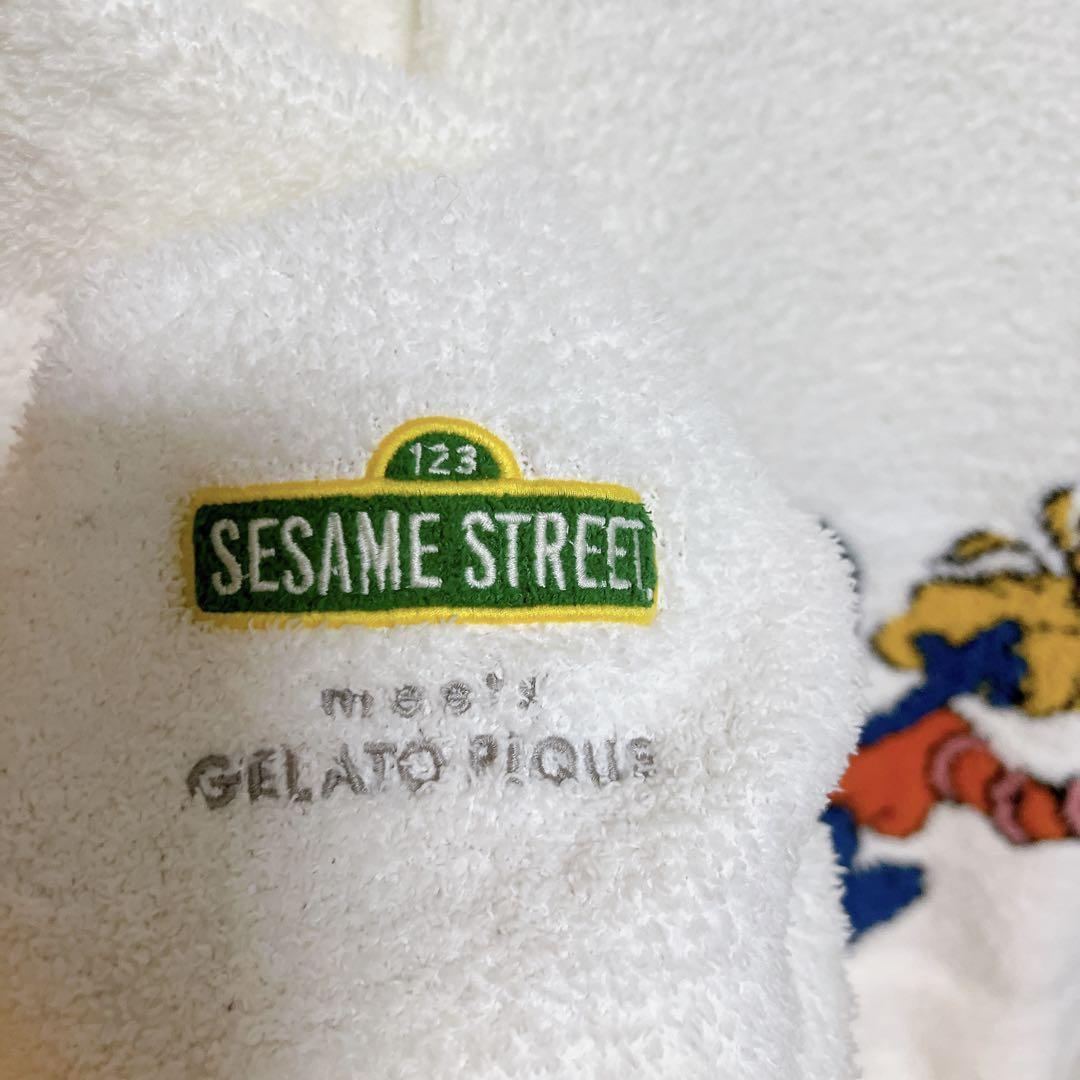 123
SESAME STREET.
meets
GELATO PIQUE